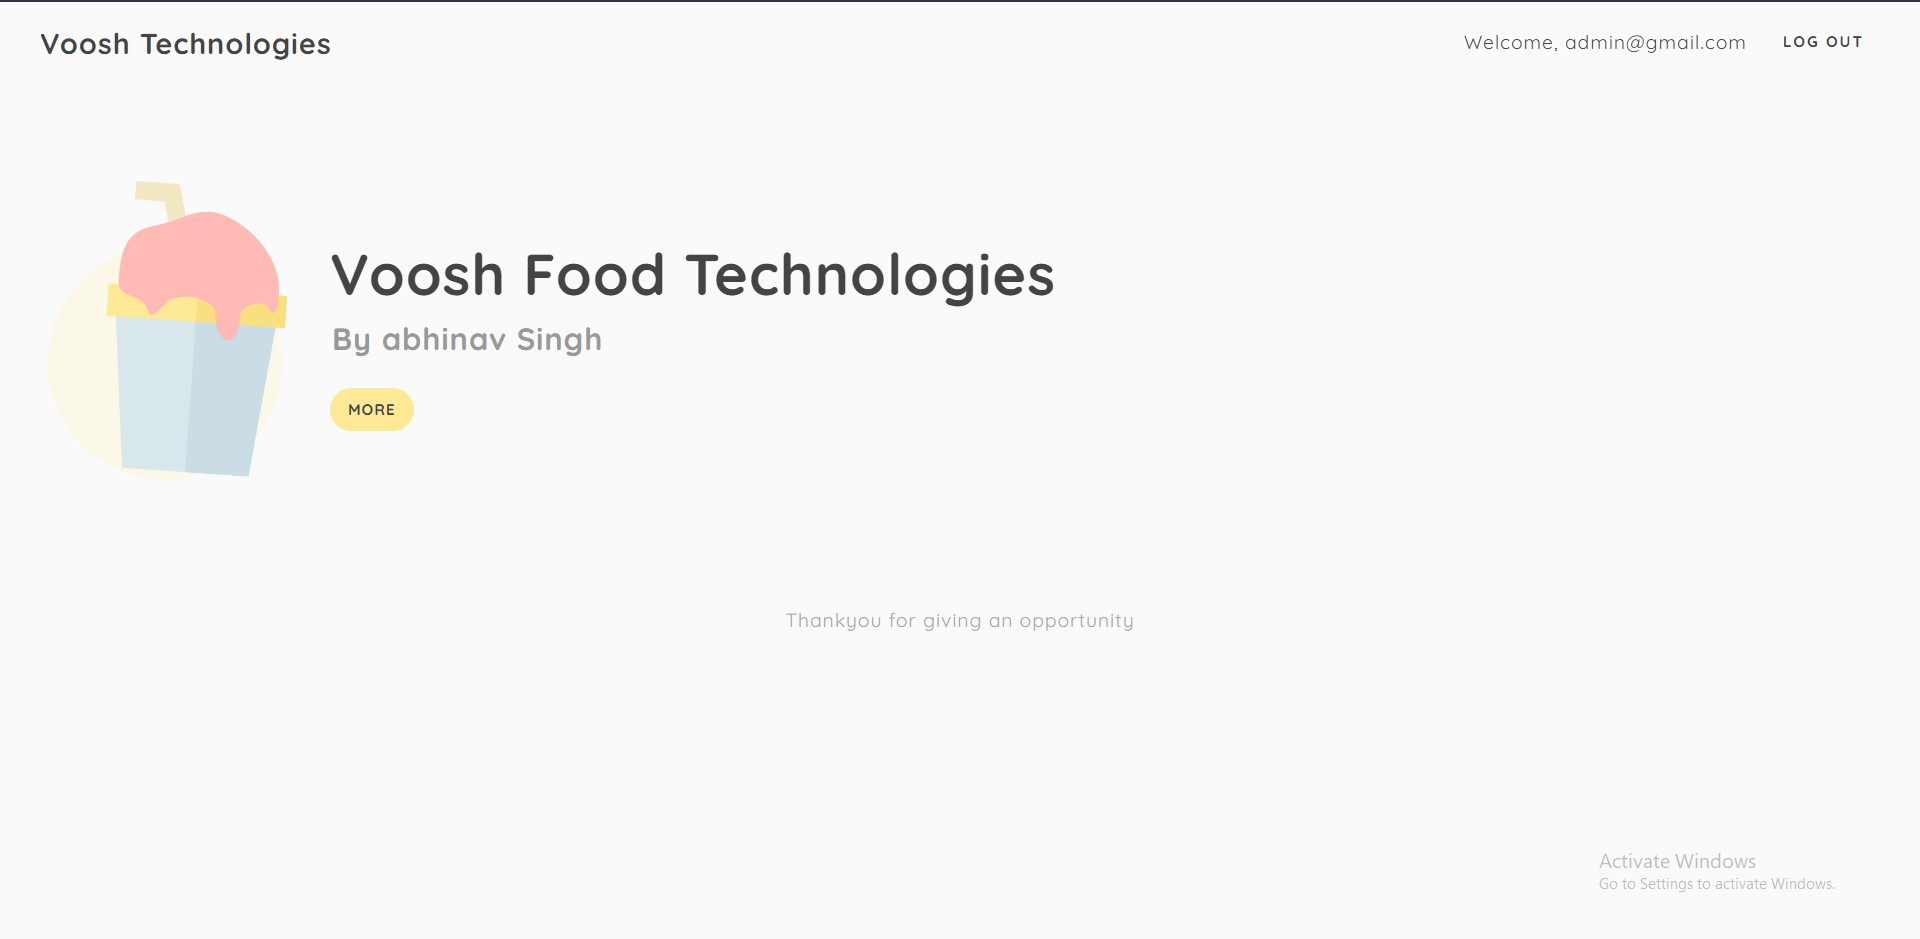 Voosh Technologies
Welcome, admin@gmail.com
LOG OUT
Voosh Food Technologies
By abhinav Singh
MORE
Thankyou for giving an opportunity
Activate Windows
Go to Settings to activate Windows.